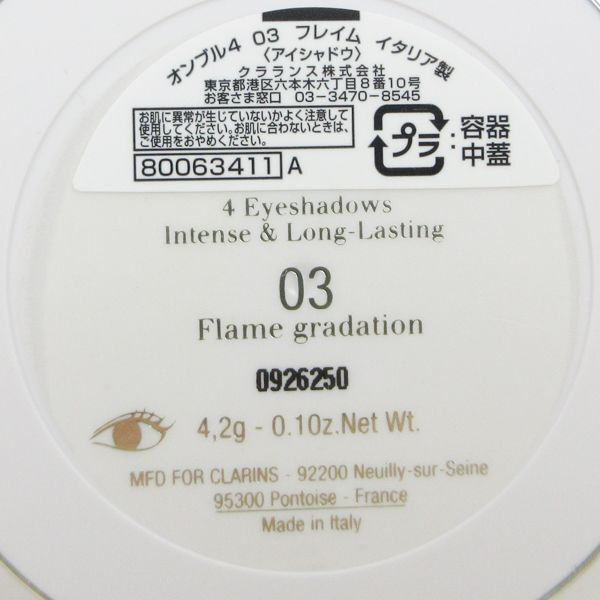 オンブル4 03 フレイム イタリア製
〈アイシャドウ〉
クラランス株式会社
東京都港区六本木六丁目8番10号
お客さま窓口 03-3470-8545
お肌に異常が生じていないかよく注意して
使用してください。お肌に合わないときは、
ご使用をおやめください。
80063411 A
プラ :容器
中蓋
4 Eyeshadows
Intense & Long-Lasting
03
Flame gradation
0926250
4,2g - 0.10z.Net Wt.
MFD FOR CLARINS - 92200 Neuilly-sur-Seine
95300 Pontoise - France
Made in Italy